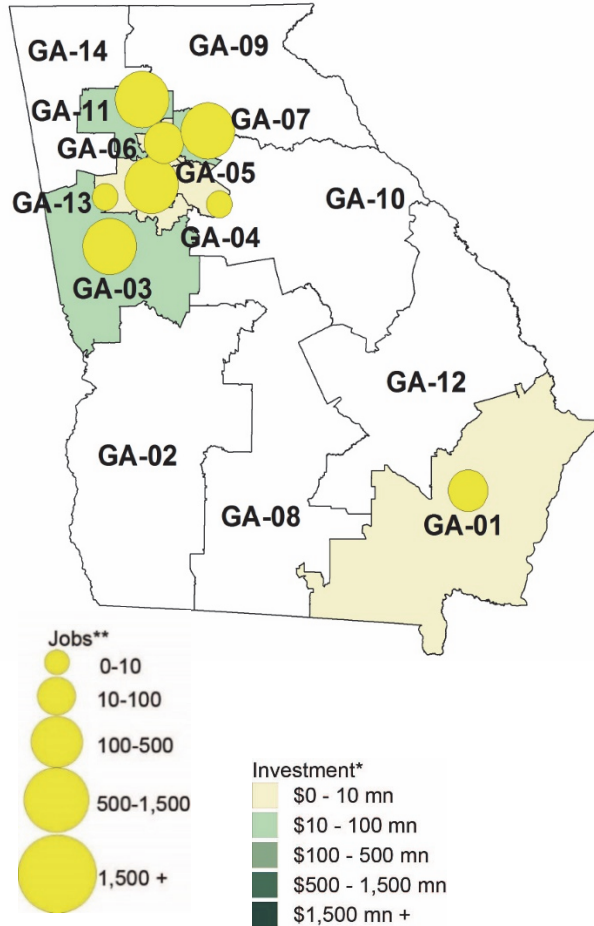 GA-14
GA-09
GA-11
GA-07
GA-06
GA-05
GA-10
GA-13
GA-04
GA-03
GA-12
GA-02
GA-08
GA-01
Jobs**
0-10
10-100
100-500
500-1,500
1,500 +
Investment*
$0 - 10 mn
$10 - 100 mn
$100 - 500 mn
$500 - 1,500 mn
$1,500 mn +